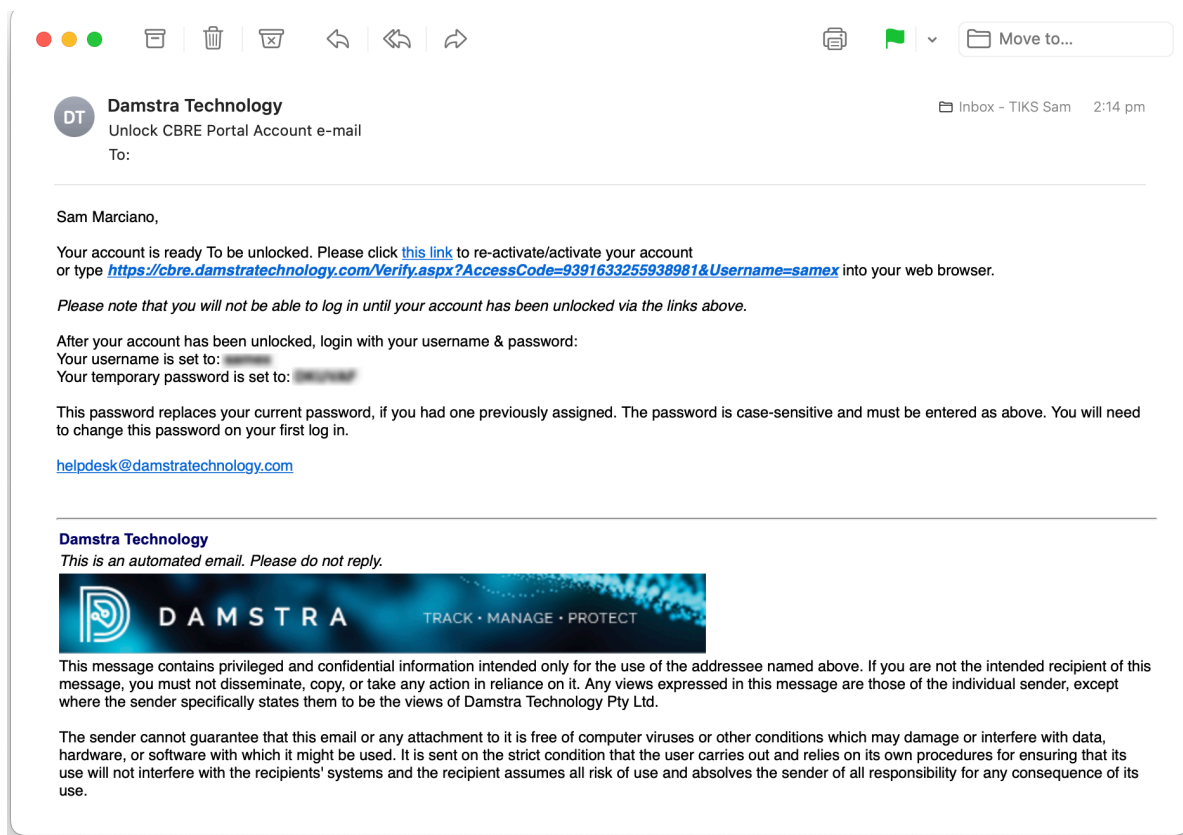 Move to...
DT
Damstra Technology
Inbox - TIKS Sam
2:14 pm
Unlock CBRE Portal Account e-mail
To:
Sam Marciano,
Your account is ready To be unlocked. Please click this link to re-activate/activate your account
or type https://cbre.damstratechnology.com/Verify.aspx?AccessCode=9391633255938981&Username=samex into your web browser.
Please note that you will not be able to log in until your account has been unlocked via the links above.
After your account has been unlocked, login with your username & password:
Your username is set to:
Your temporary password is set to:
This password replaces your current password, if you had one previously assigned. The password is case-sensitive and must be entered as above. You will need
to change this password on your first log in.
helpdesk@damstratechnology.com
Damstra Technology
This is an automated email. Please do not reply.
DAMSTRA TRACK • MANAGE • PROTECT
This message contains privileged and confidential information intended only for the use of the addressee named above. If you are not the intended recipient of this
message, you must not disseminate, copy, or take any action in reliance on it. Any views expressed in this message are those of the individual sender, except
where the sender specifically states them to be the views of Damstra Technology Pty Ltd.
The sender cannot guarantee that this email or any attachment to it is free of computer viruses or other conditions which may damage or interfere with data,
hardware, or software with which it might be used. It is sent on the strict condition that the user carries out and relies on its own procedures for ensuring that its
use will not interfere with the recipients' systems and the recipient assumes all risk of use and absolves the sender of all responsibility for any consequence of its
use.